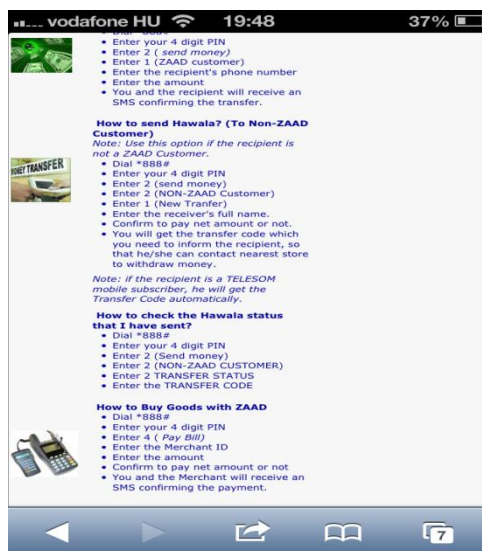 vodafone HU 19:48 37%
Dial *888#
• Enter your 4 digit PIN
• Enter 2 ( send money)
• Enter 1 (ZAAD customer)
• Enter the recipient's phone number
• Enter the amount
• You and the recipient will receive an
SMS confirming the transfer.
How to send Hawala? (To Non-ZAAD
Customer)
Note: Use this option if the recipient is
not a ZAAD Customer.
• Dial *888#
• Enter your 4 digit PIN
• Enter 2 (send money)
• Enter 2 (NON-ZAAD Customer)
• Enter 1 (New Tranfer)
• Enter the receiver's full name.
• Confirm to pay net amount or not.
• You will get the transfer code which
you need to inform the recipient, so
that he/she can contact nearest store
to withdraw money.
MONEY TRANSFER
Note: if the recipient is a TELESOM
mobile subscriber, he will get the
Transfer Code automatically.
How to check the Hawala status
that I have sent?
• Dial *888#
• Enter your 4 digit PIN
• Enter 2 (Send money)
• Enter 2 (NON-ZAAD CUSTOMER)
• Enter 2 TRANSFER STATUS
• Enter the TRANSFER CODE
How to Buy Goods with ZAAD
• Dial *888#
• Enter your 4 digit PIN
• Enter 4 ( Pay Bill)
• Enter the Merchant ID
• Enter the amount
• Confirm to pay net amount or not
• You and the Merchant will receive an
SMS confirming the payment.
7